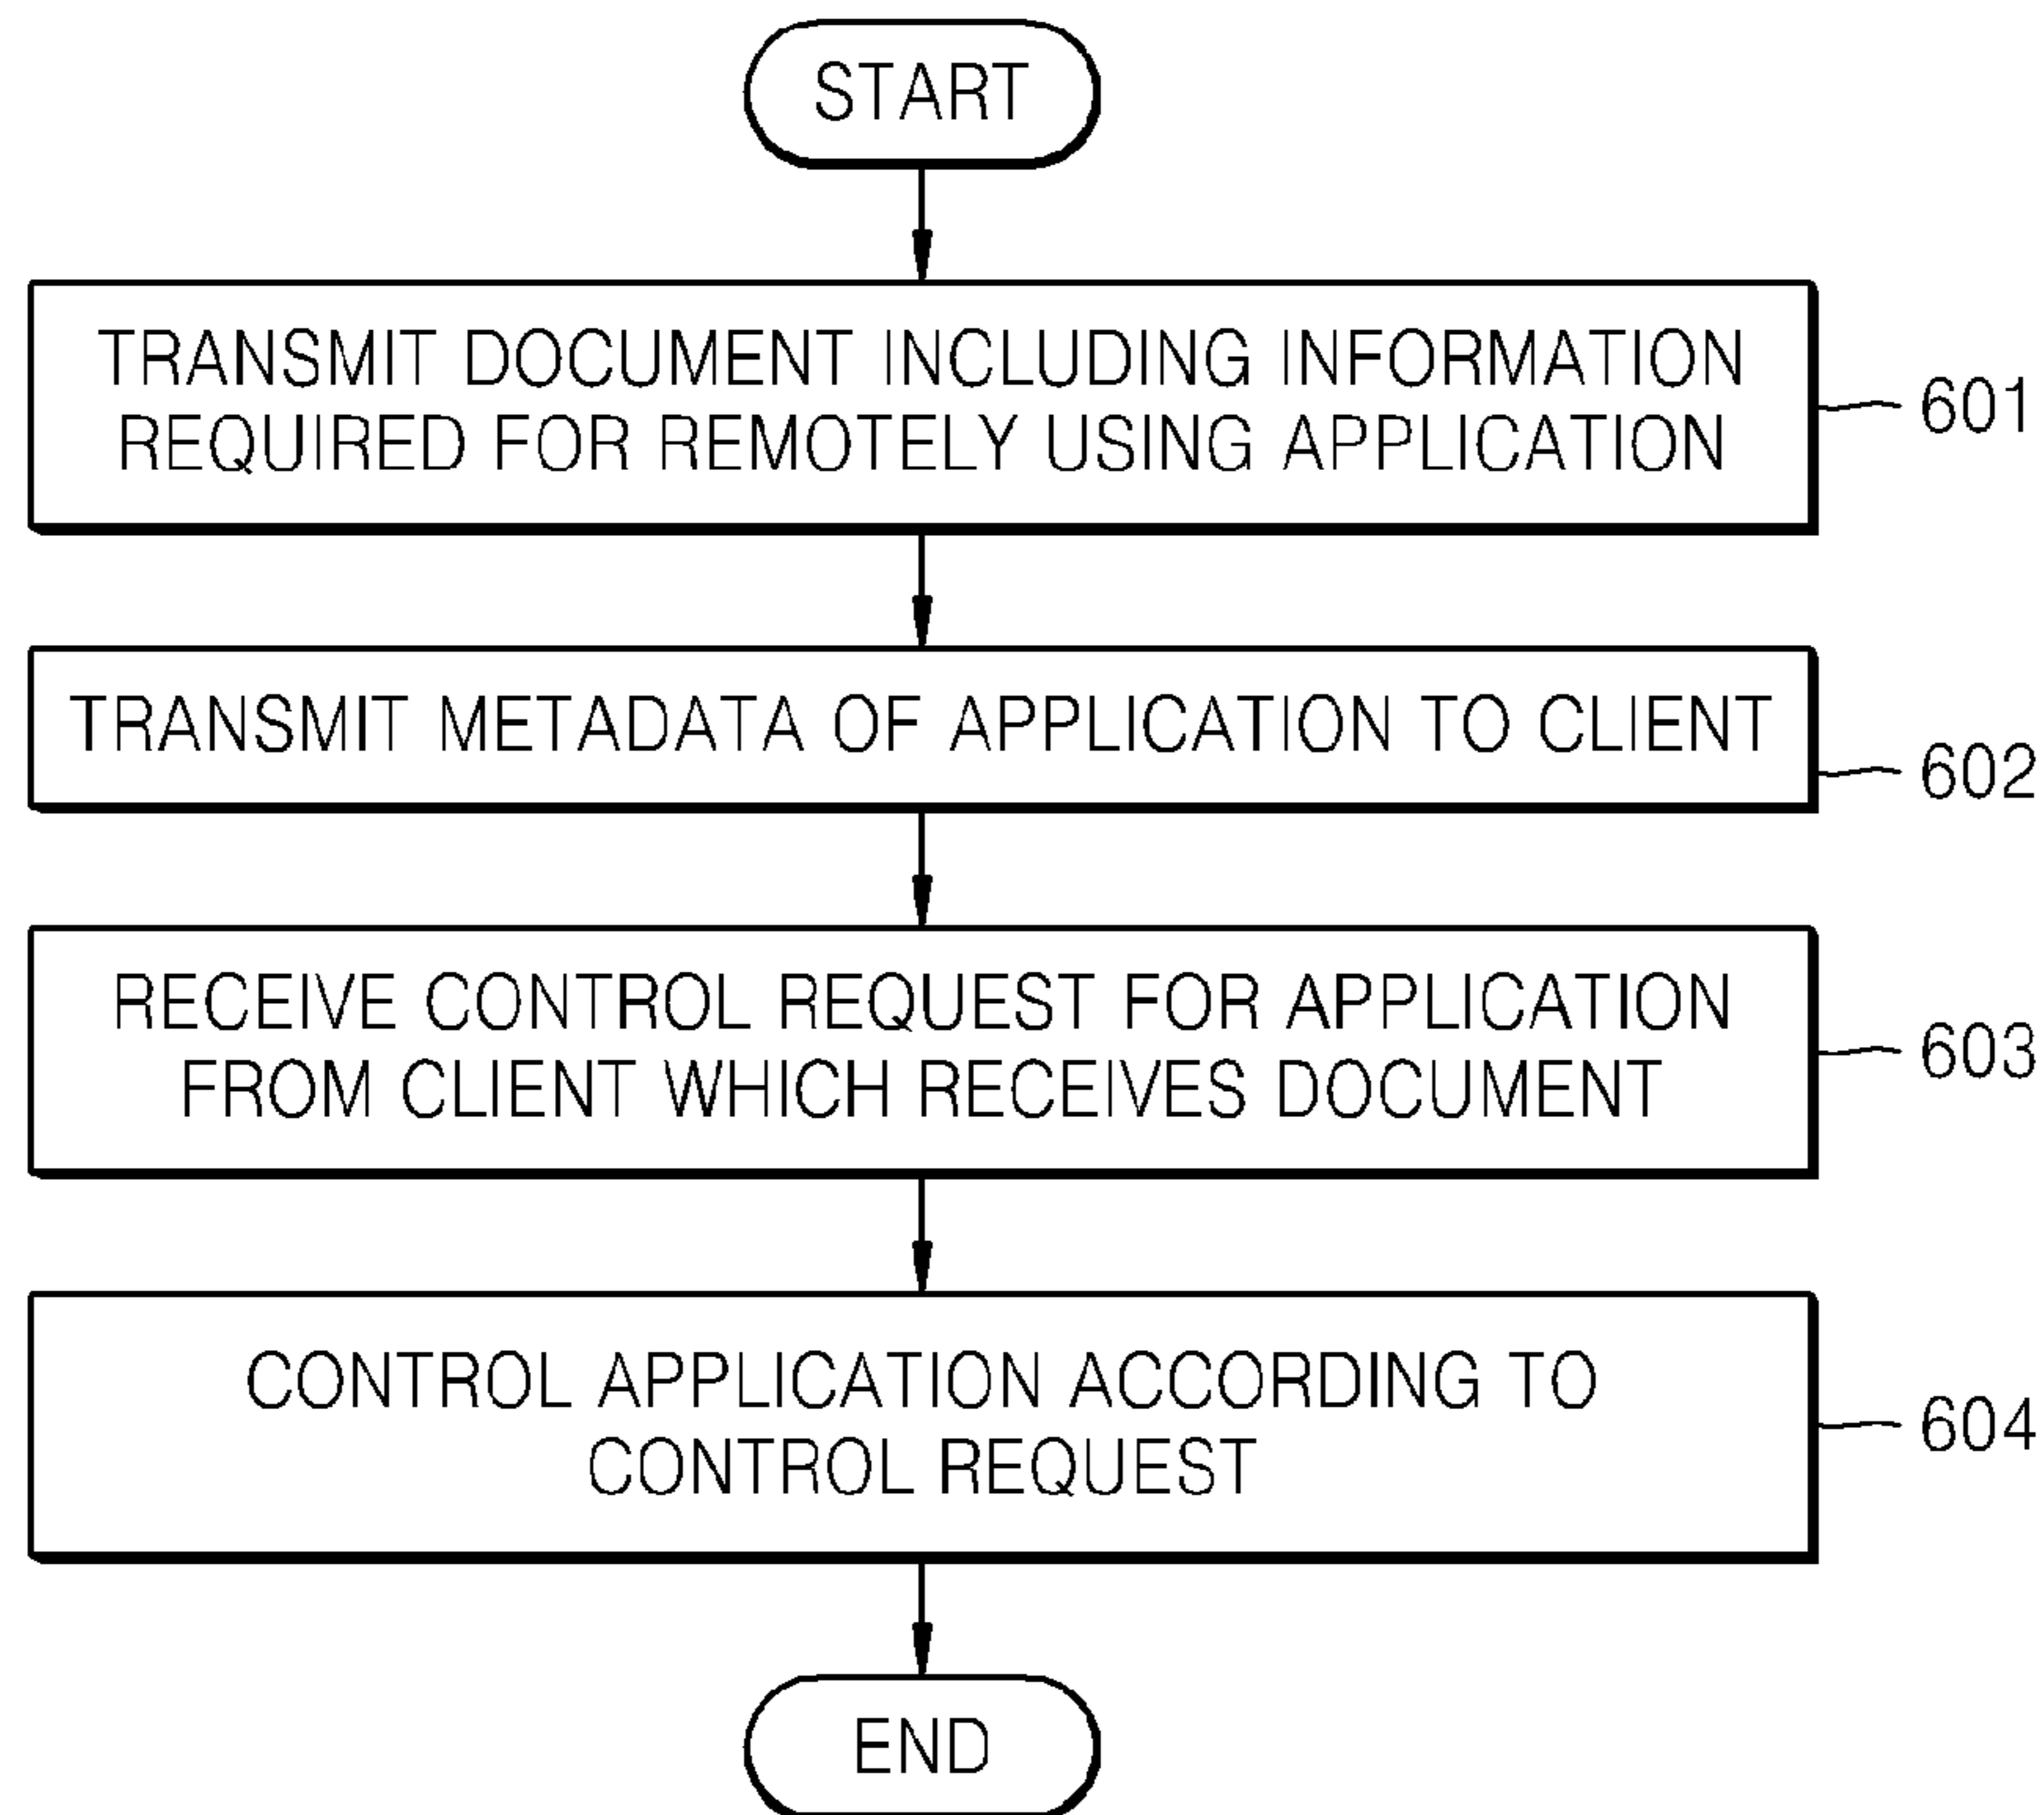 START
TRANSMIT DOCUMENT INCLUDING INFORMATION
REQUIRED FOR REMOTELY USING APPLICATION
601
TRANSMIT METADATA OF APPLICATION TO CLIENT
602
RECEIVE CONTROL REQUEST FOR APPLICATION
FROM CLIENT WHICH RECEIVES DOCUMENT
603
CONTROL APPLICATION ACCORDING TO
CONTROL REQUEST
604
END